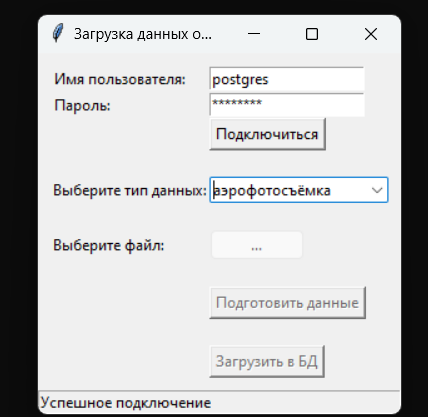 Загрузка данных о...
Имя пользователя: postgres
Пароль: ********
Подключиться
Выберите тип данных: аэрофотосъёмка
Выберите файл: ...
Подготовить данные
Загрузить в БД
Успешное подключение